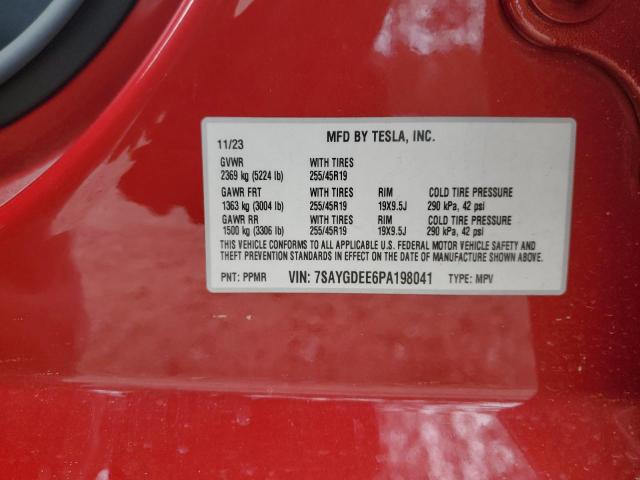 MFD BY TESLA, INC.
11/23
GVWR WITH TIRES
2369 kg (5224 lb) 255/45R19
GAWR FRT WITH TIRES RIM COLD TIRE PRESSURE
1363 kg (3004 lb) 255/45R19 19X9.5J 290 kPa, 42 psi
GAWR RR WITH TIRES RIM COLD TIRE PRESSURE
1500 kg (3306 lb) 255/45R19 19X9.5J 290 kPa, 42 psi
THIS VEHICLE CONFORMS TO ALL APPLICABLE U.S. FEDERAL MOTOR VEHICLE SAFETY AND
THEFT PREVENTION STANDARDS IN EFFECT ON THE DATE OF MANUFACTURE SHOWN ABOVE.
PNT: PPMR VIN: 7SAYGDEE6PA198041 TYPE: MPV